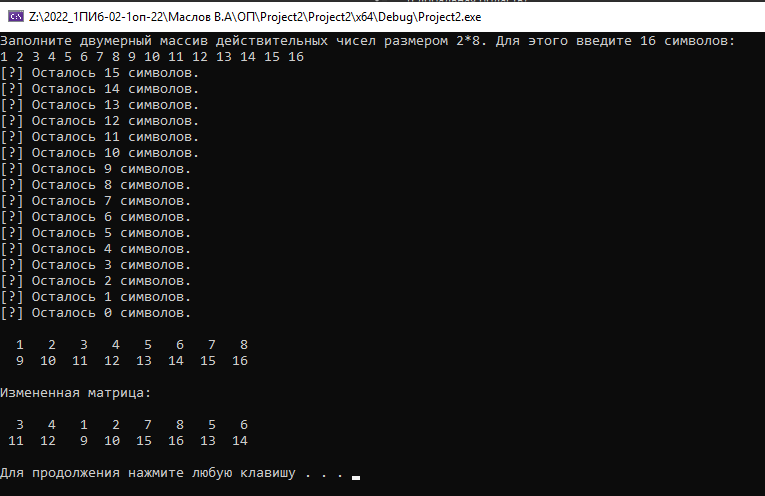 Z:\2022_1ПИб-02-1оп-22\Маслов В.А\ОП\Project2\Project2\x64\Debug\Project2.exe
Заполните двумерный массив действительных чисел размером 2*8. Для этого введите 16 символов:
1 2 3 4 5 6 7 8 9 10 11 12 13 14 15 16
[?] Осталось 15 символов.
[?] Осталось 14 символов.
[?] Осталось 13 символов.
[?] Осталось 12 символов.
[?] Осталось 11 символов.
[?] Осталось 10 символов.
[?] Осталось 9 символов.
[?] Осталось 8 символов.
[?] Осталось 7 символов.
[?] Осталось 6 символов.
[?] Осталось 5 символов.
[?] Осталось 4 символов.
[?] Осталось 3 символов.
[?] Осталось 2 символов.
[?] Осталось 1 символов.
[?] Осталось 0 символов.
1 2 3 4 5 6 7 8
9 10 11 12 13 14 15 16
Измененная матрица:
3 4 1 2 7 8 5 6
11 12 9 10 15 16 13 14
Для продолжения нажмите любую клавишу . . .